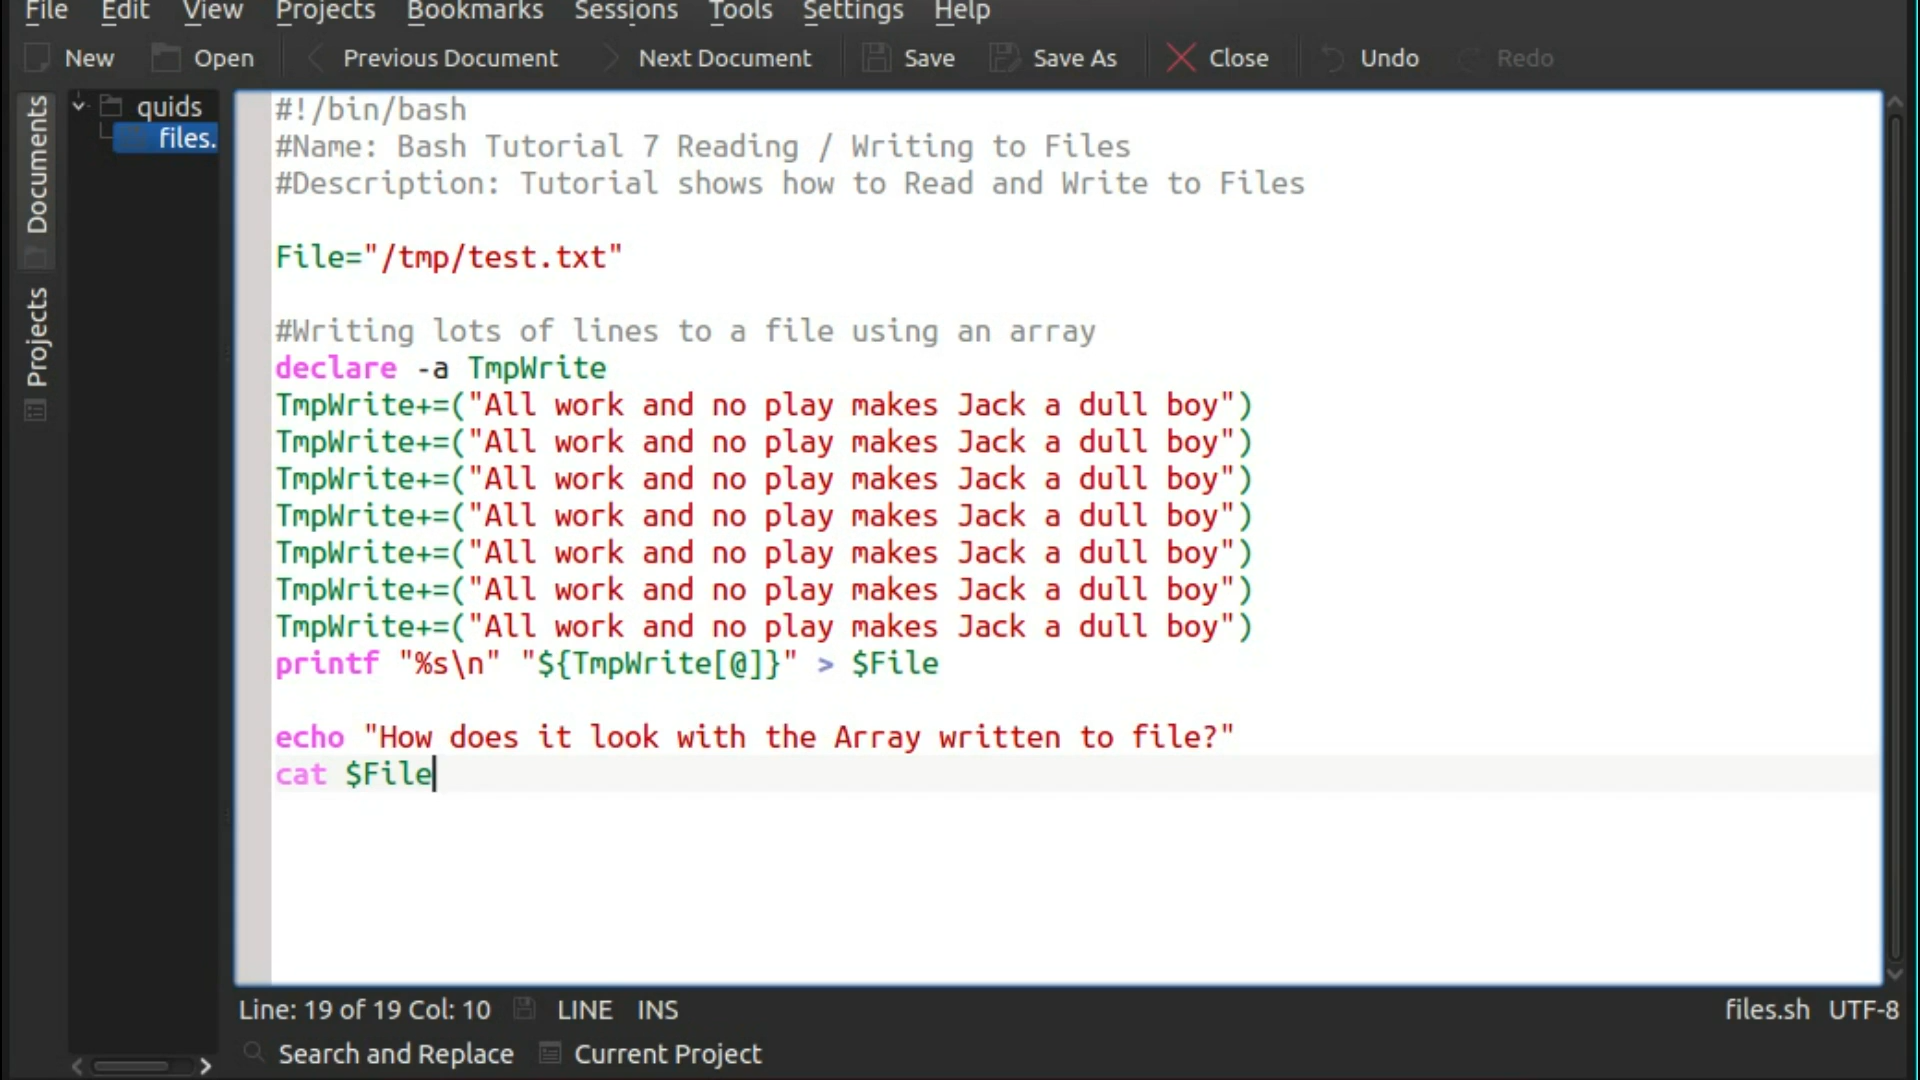 File Edit View Projects Bookmarks Sessions Tools Settings Help
New Open Previous Document Next Document Save Save As Close Undo Redo
Documents
Projects
quids
files.
#!/bin/bash
#Name: Bash Tutorial 7 Reading / Writing to Files
#Description: Tutorial shows how to Read and Write to Files
File="/tmp/test.txt"
#Writing lots of lines to a file using an array
declare -a TmpWrite
TmpWrite+=("All work and no play makes Jack a dull boy")
TmpWrite+=("All work and no play makes Jack a dull boy")
TmpWrite+=("All work and no play makes Jack a dull boy")
TmpWrite+=("All work and no play makes Jack a dull boy")
TmpWrite+=("All work and no play makes Jack a dull boy")
TmpWrite+=("All work and no play makes Jack a dull boy")
TmpWrite+=("All work and no play makes Jack a dull boy")
printf "%s\n" "${TmpWrite[@]}" > $File
echo "How does it look with the Array written to file?"
cat $File
Line: 19 of 19 Col: 10 LINE INS files.sh UTF-8
Search and Replace Current Project